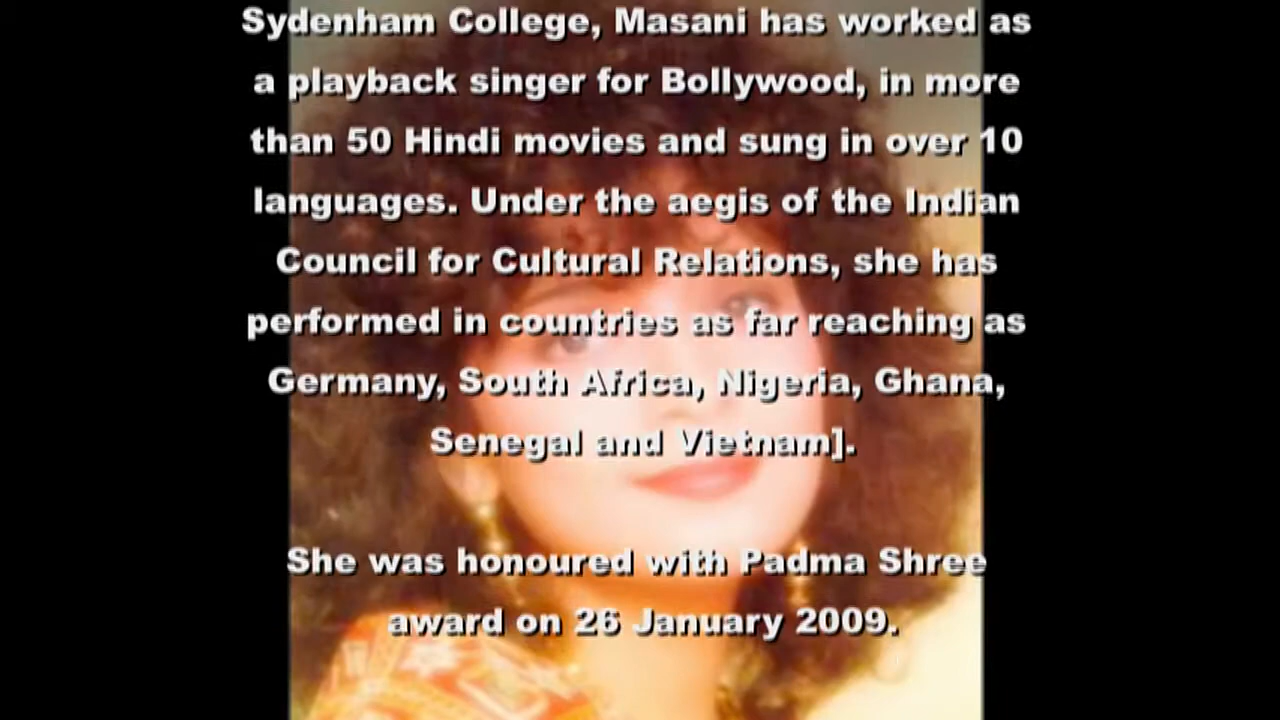 Sydenham College, Masani has worked as
a playback singer for Bollywood, in more
than 50 Hindi movies and sung in over 10
languages. Under the aegis of the Indian
Council for Cultural Relations, she has
performed in countries as far reaching as
Germany, South Africa, Nigeria, Ghana,
Senegal and Vietnam].
She was honoured with Padma Shree
award on 26 January 2009.